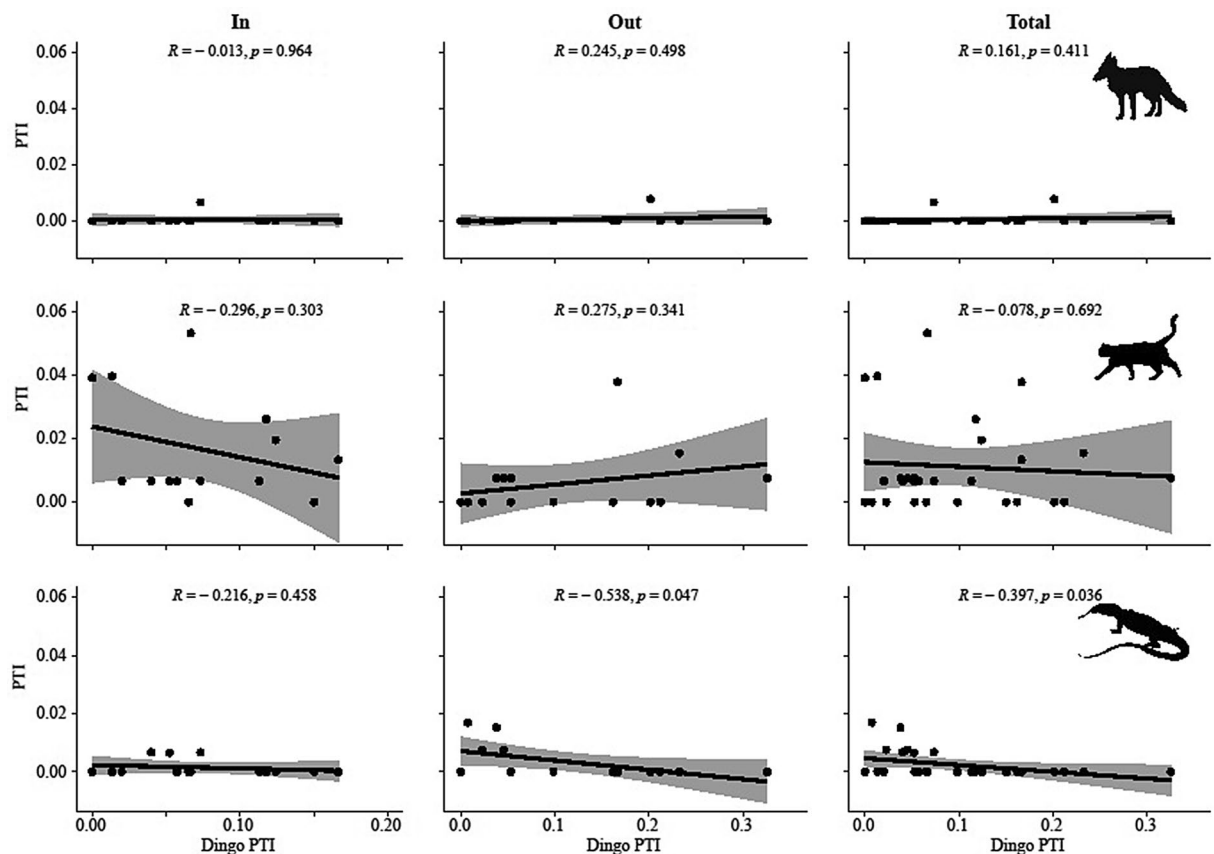 In Out Total
R = − 0.013, p = 0.964 R = 0.245, p = 0.498 R = 0.161, p = 0.411
0.06
0.04
PTI
0.02
0.00
R = − 0.296, p = 0.303 R = 0.275, p = 0.341 R = − 0.078, p = 0.692
0.06
0.04
PTI
0.02
0.00
R = − 0.216, p = 0.458 R = − 0.538, p = 0.047 R = − 0.397, p = 0.036
0.06
0.04
PTI
0.02
0.00
0.00 0.10 0.20 0.0 0.1 0.2 0.3 0.0 0.1 0.2 0.3
Dingo PTI Dingo PTI Dingo PTI